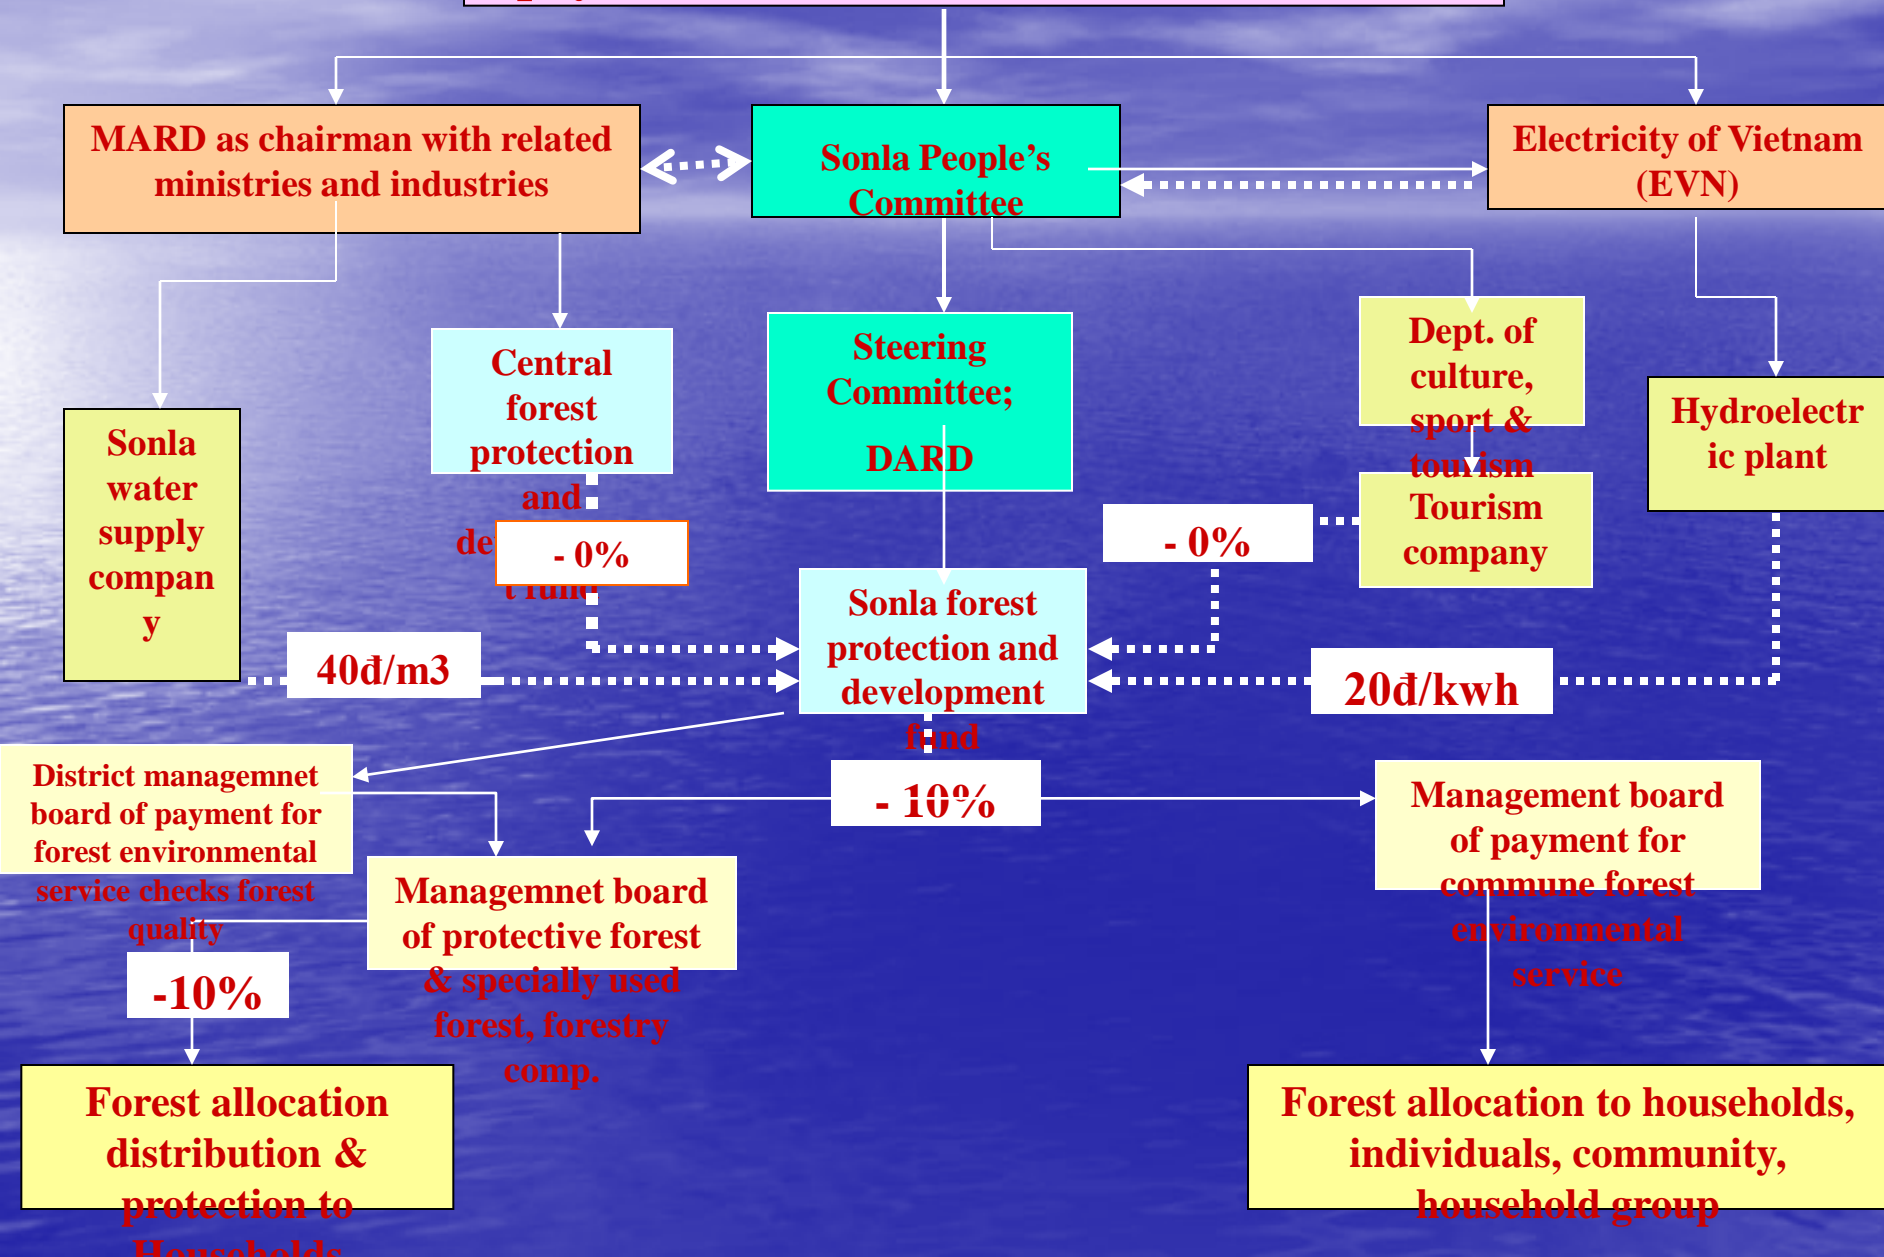 MARD as chairman with related
ministries and industries
Sonla People’s
Committee
Electricity of Vietnam
(EVN)
Sonla
water
supply
compan
y
Central
forest
protection
and
t fund
- 0%
Steering
Committee;
DARD
Dept. of
culture,
sport &
tourism
Tourism
company
Hydroelectr
ic plant
- 0%
40đ/m3
Sonla forest
protection and
development
fund
20đ/kwh
District managemnet
board of payment for
forest environmental
service checks forest
quality
- 10%
Managemnet board
of protective forest
& specially used
forest, forestry
comp.
Management board
of payment for
commune forest
environmental
service
-10%
Forest allocation
distribution &
protection to
Households
Forest allocation to households,
individuals, community,
household group